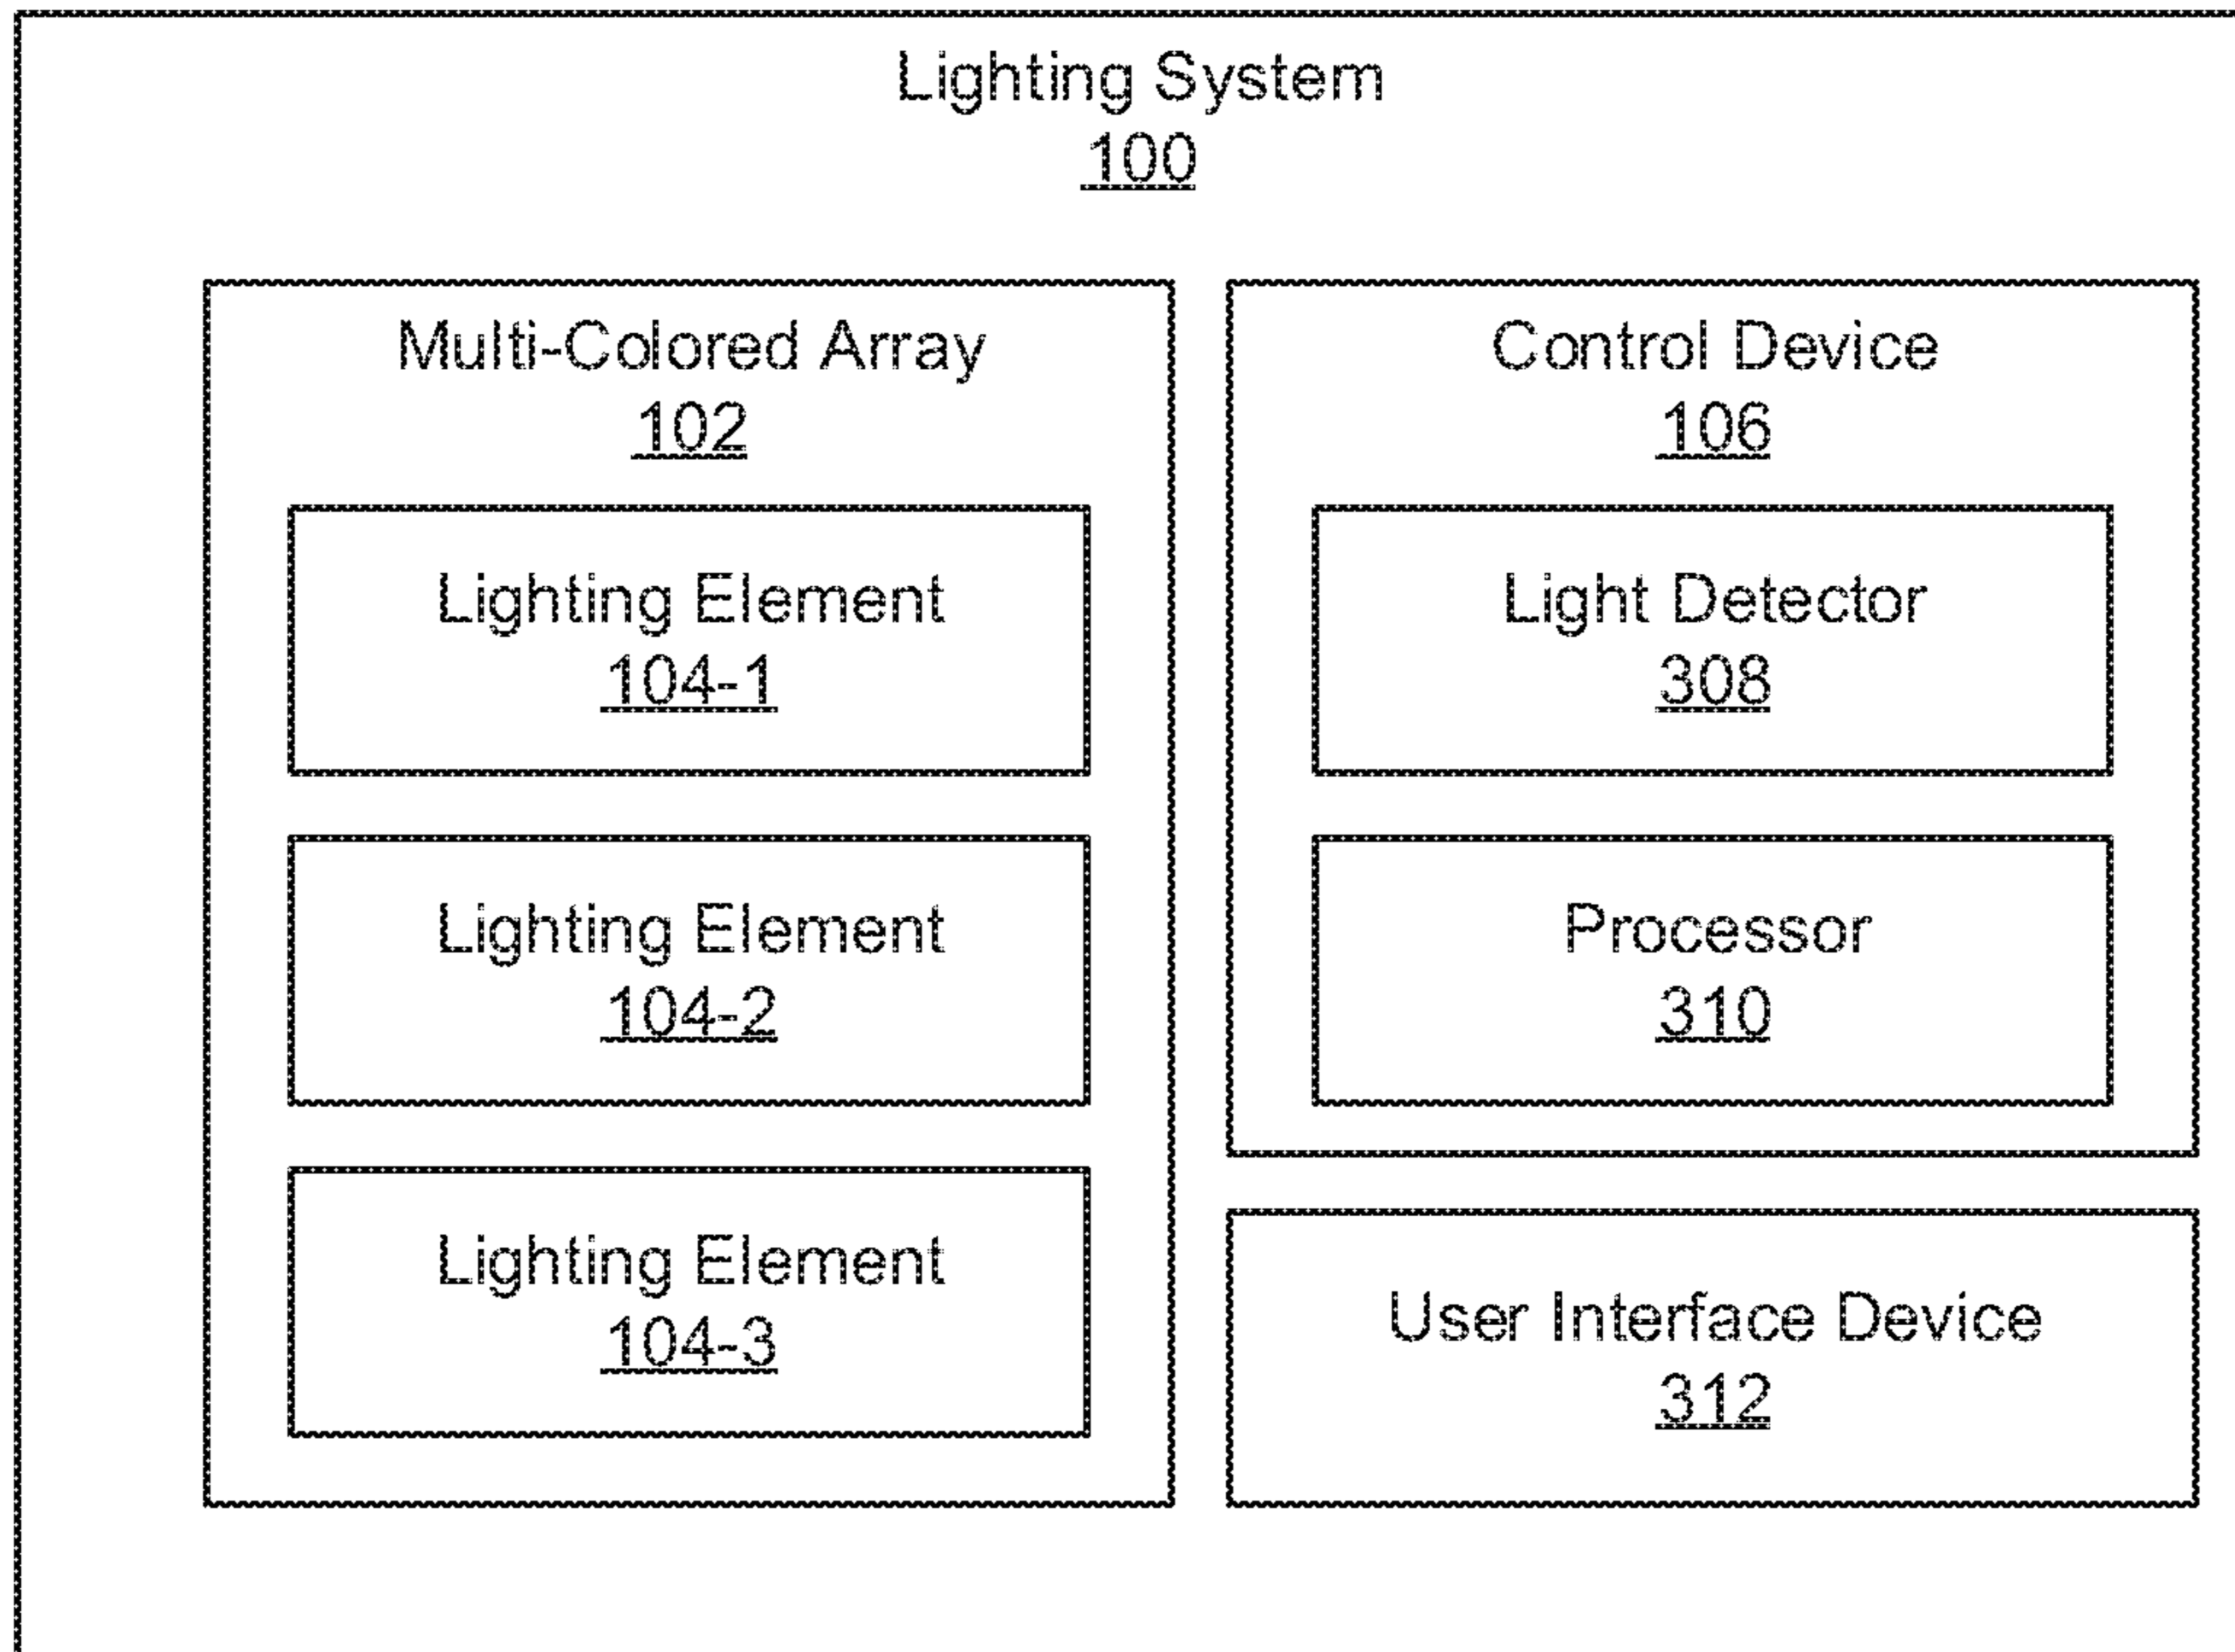 Lighting System
100
Multi-Colored Array
102
Lighting Element
104-1
Lighting Element
104-2
Lighting Element
104-3
Control Device
106
Light Detector
308
Processor
310
User Interface Device
312